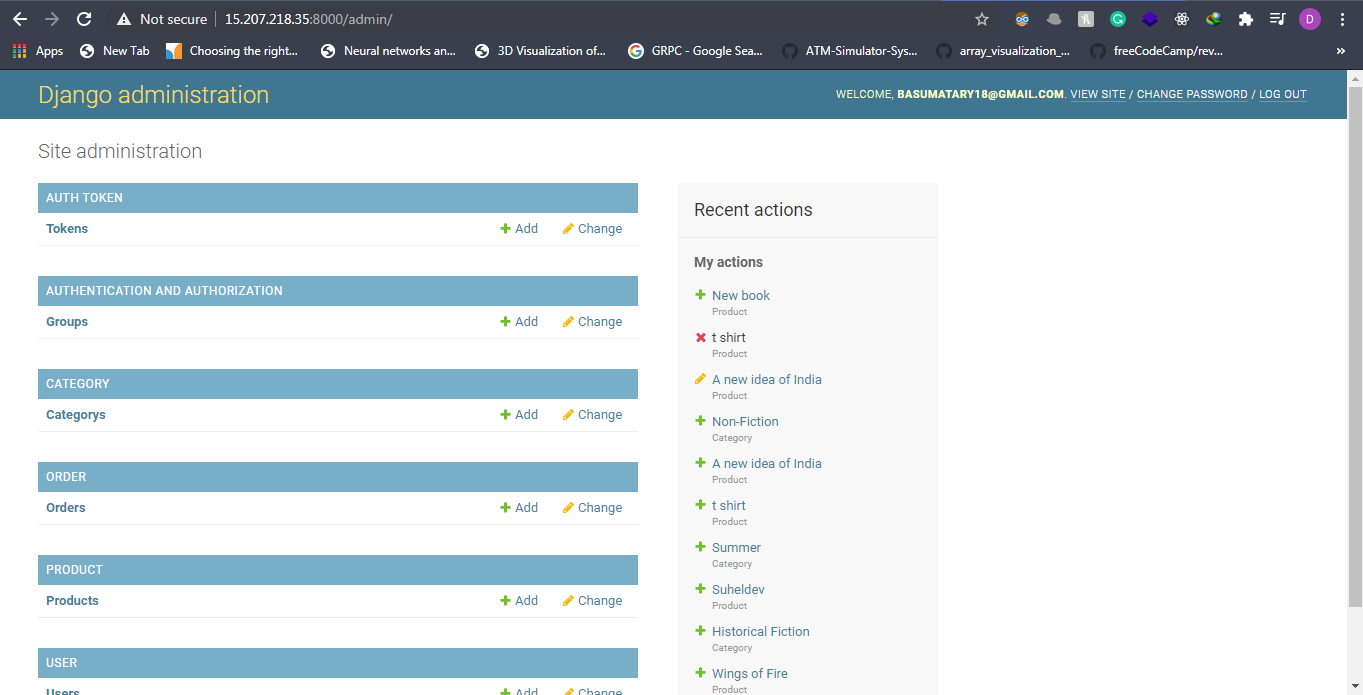 Not secure 15.207.218.35:8000/admin/
D
Apps New Tab Choosing the right... Neural networks an... 3D Visualization of... GRPC - Google Sea... ATM-Simulator-Sys... array_visualization_... freeCodeCamp/rev... »
Django administration
WELCOME, BASUMATARY18@GMAIL.COM. VIEW SITE / CHANGE PASSWORD / LOG OUT
Site administration
AUTH TOKEN
Tokens Add Change
AUTHENTICATION AND AUTHORIZATION
Groups Add Change
CATEGORY
Categorys Add Change
ORDER
Orders Add Change
PRODUCT
Products Add Change
USER
Users Add Change
Recent actions
My actions
New book
Product
t shirt
Product
A new idea of India
Product
Non-Fiction
Category
A new idea of India
Product
t shirt
Product
Summer
Category
Suheldev
Product
Historical Fiction
Category
Wings of Fire
Product